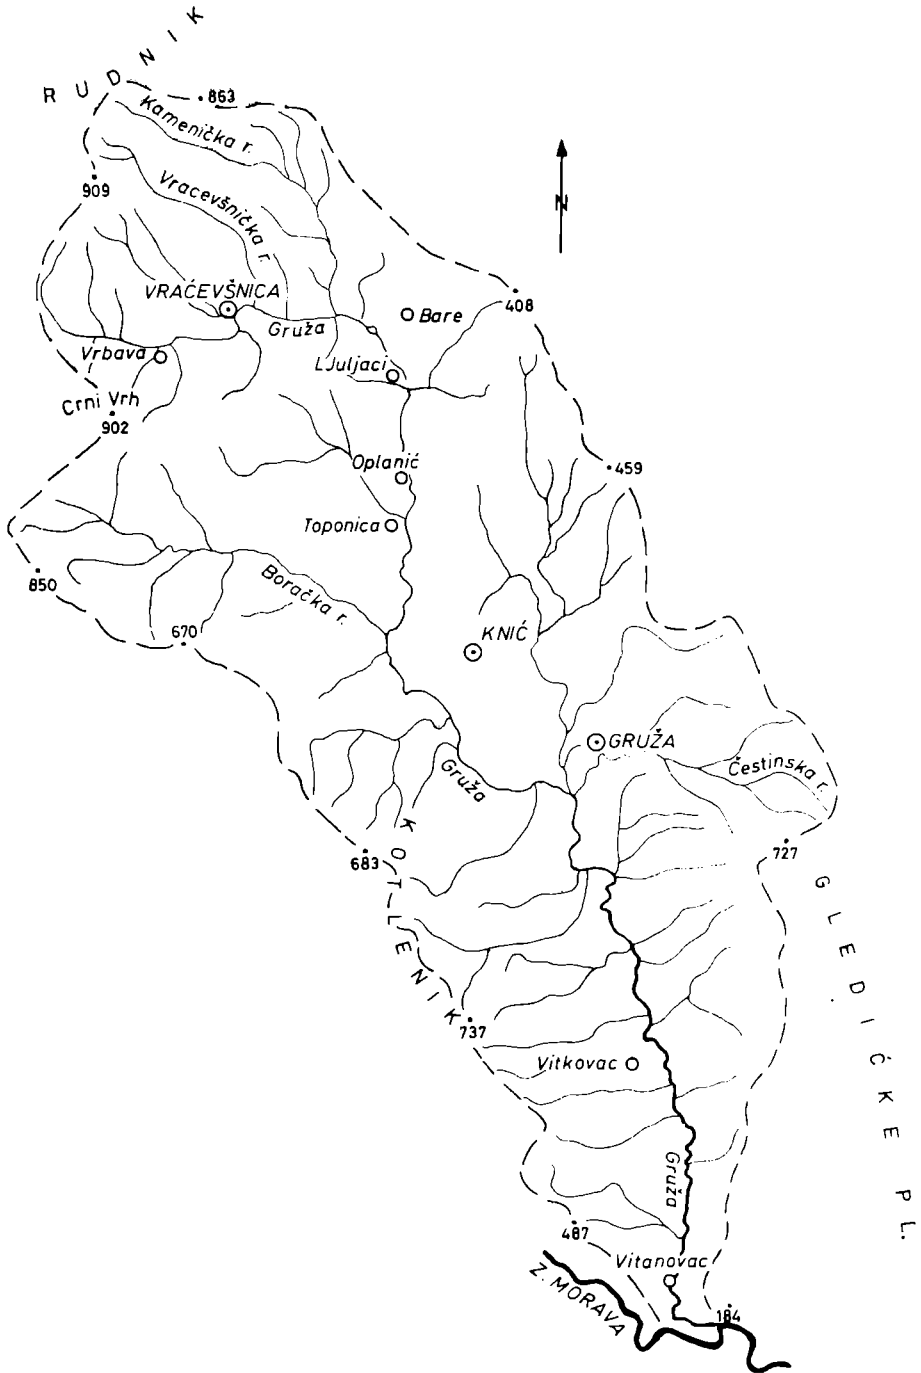 RUDNIK
863
Kamenička r.
909
Vracevšnička r.
N
VRAĆEVŠNICA
Gruža
Bare
408
Vrbava
LJuljaci
Crni Vrh
902
Oplanić
459
Toponica
850
Boračka r.
670
KNIĆ
GRUŽA
Gruža
Čestinska r.
KOTLENIK
683
727
GLEDIĆKE PL.
737
Vitkovac
Gruža
487
Vitanovac
Z. MORAVA
184